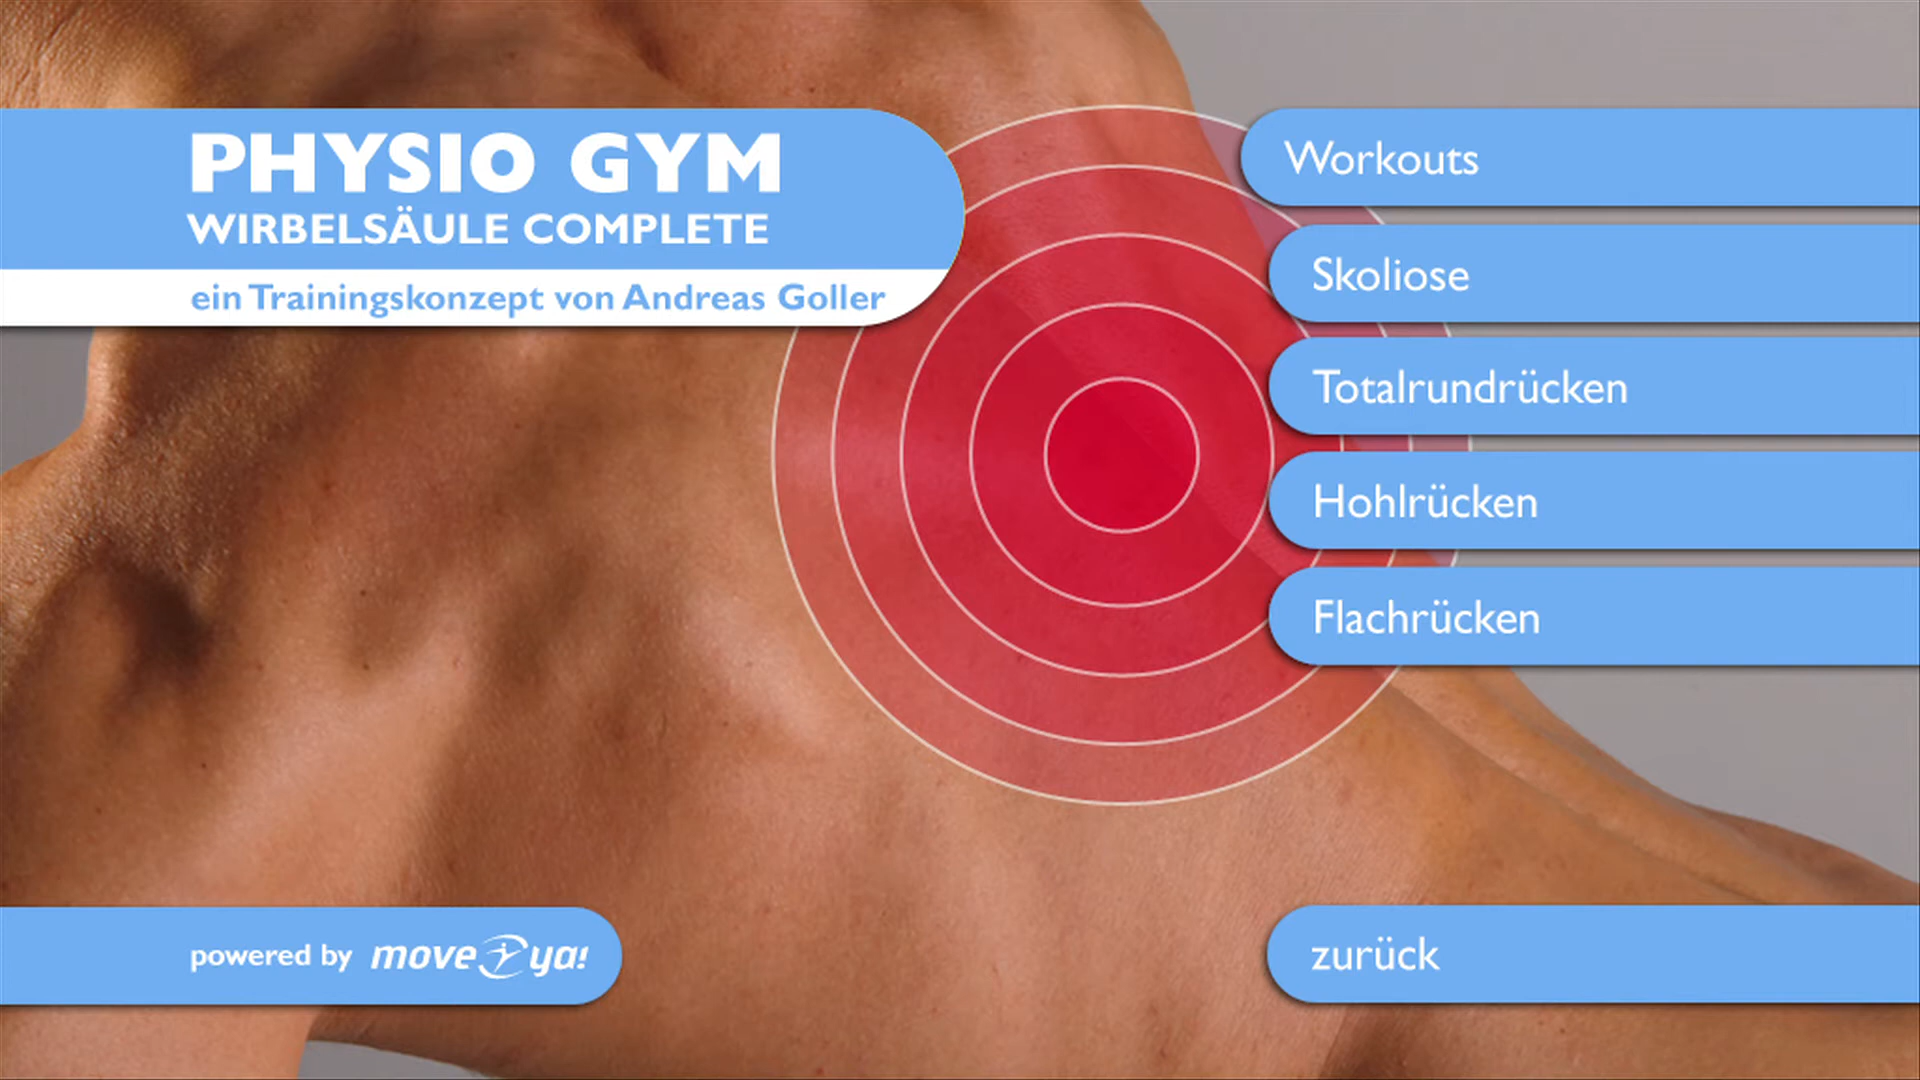 PHYSIO GYM
WIRBELSÄULE COMPLETE
ein Trainingskonzept von Andreas Goller
Workouts
Skoliose
Totalrundrücken
Hohlrücken
Flachrücken
powered by move ya!
zurück